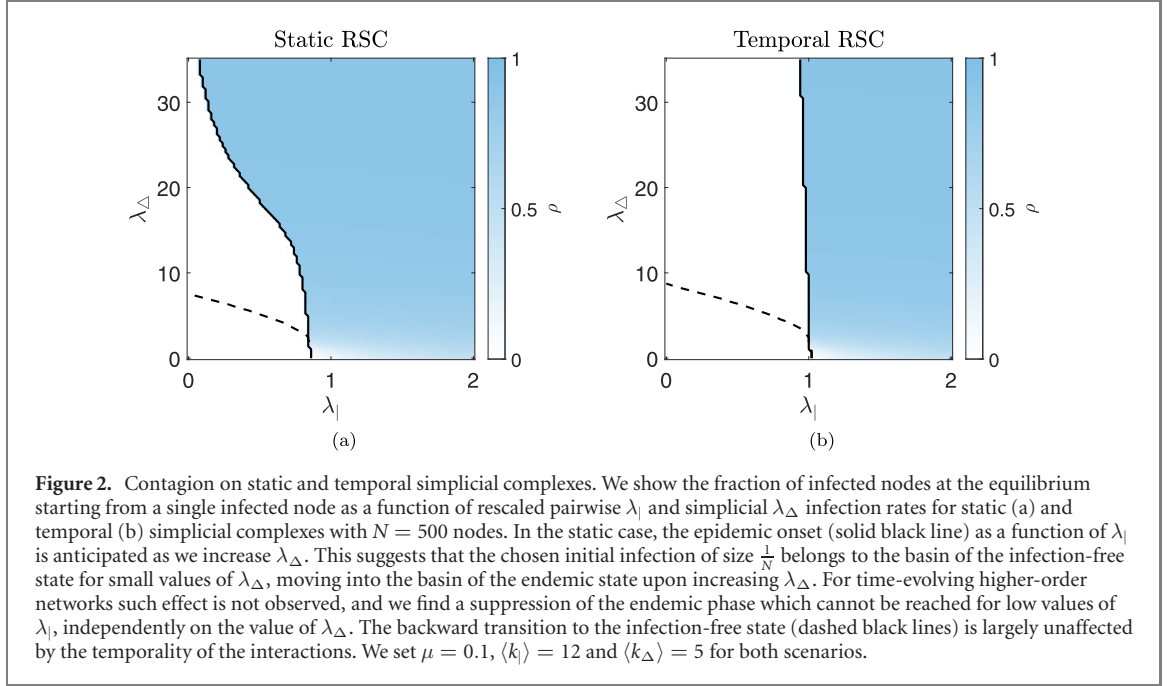 Static RSC
Temporal RSC
30
20
10
0
λ△
0
1
2
λ|
1
0.5
0
ρ
(a)
30
20
10
0
λ△
0
1
2
λ|
1
0.5
0
ρ
(b)
Figure 2. Contagion on static and temporal simplicial complexes. We show the fraction of infected nodes at the equilibrium
starting from a single infected node as a function of rescaled pairwise λ| and simplicial λΔ infection rates for static (a) and
temporal (b) simplicial complexes with N = 500 nodes. In the static case, the epidemic onset (solid black line) as a function of λ|
is anticipated as we increase λΔ. This suggests that the chosen initial infection of size 1/N belongs to the basin of the infection-free
state for small values of λΔ, moving into the basin of the endemic state upon increasing λΔ. For time-evolving higher-order
networks such effect is not observed, and we find a suppression of the endemic phase which cannot be reached for low values of
λ|, independently on the value of λΔ. The backward transition to the infection-free state (dashed black lines) is largely unaffected
by the temporality of the interactions. We set μ = 0.1, ⟨k|⟩ = 12 and ⟨kΔ⟩ = 5 for both scenarios.